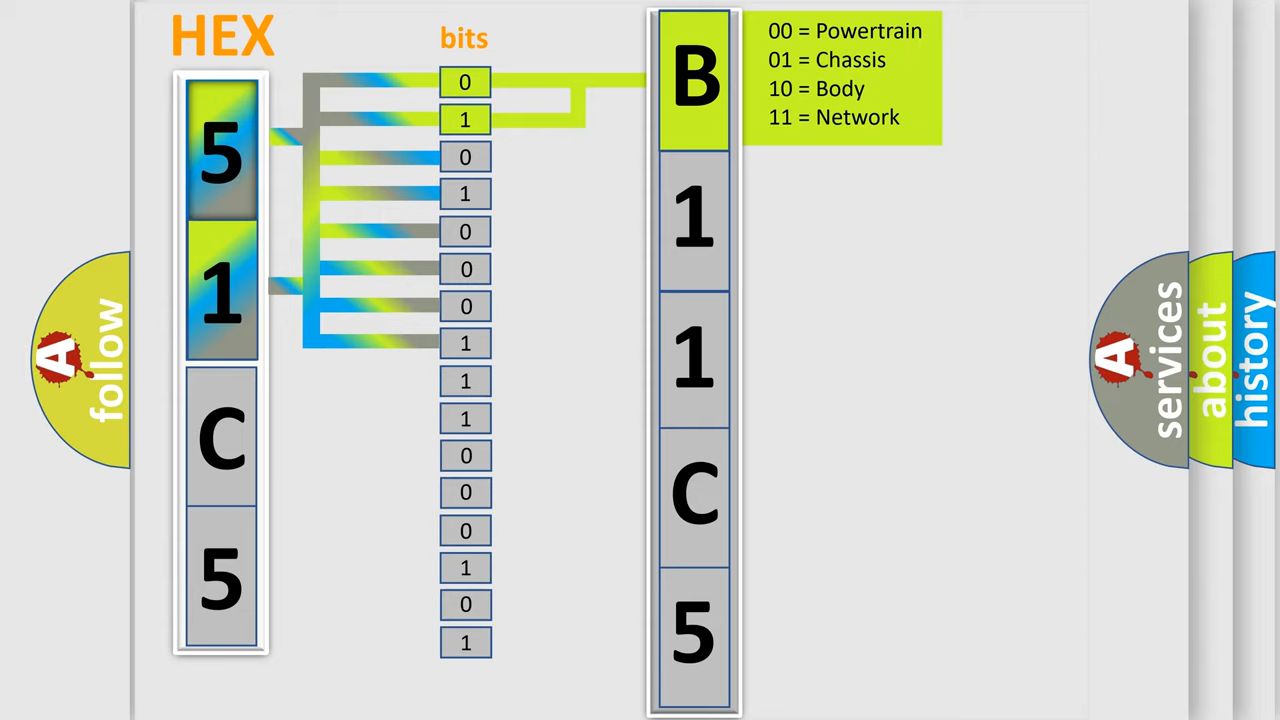 HEX
bits
5
1
C
5
0
1
0
1
0
0
0
1
1
1
0
0
0
1
0
1
B
1
1
C
5
00 = Powertrain
01 = Chassis
10 = Body
11 = Network
A follow
A services
about
history